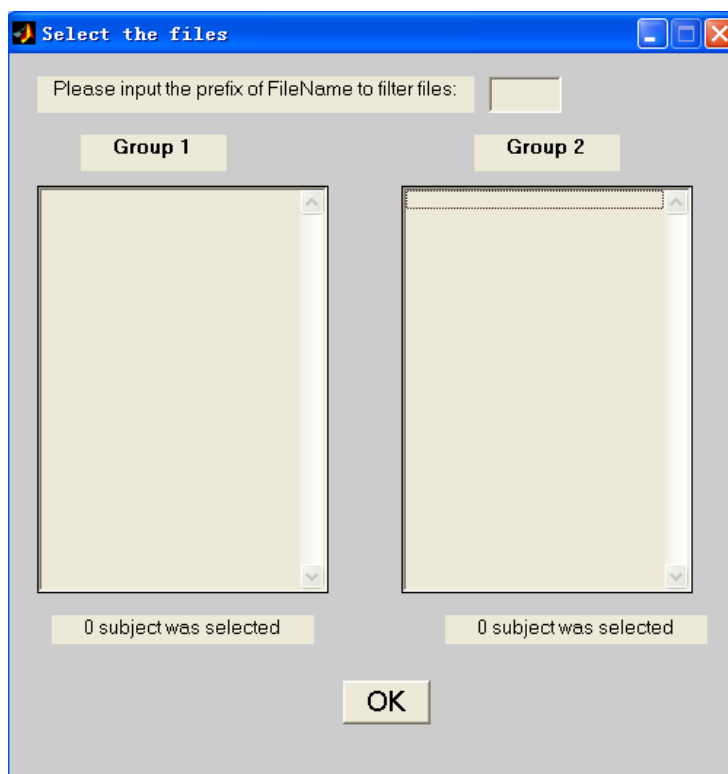 Select the files
Please input the prefix of FileName to filter files:
Group 1
Group 2
0 subject was selected
0 subject was selected
OK